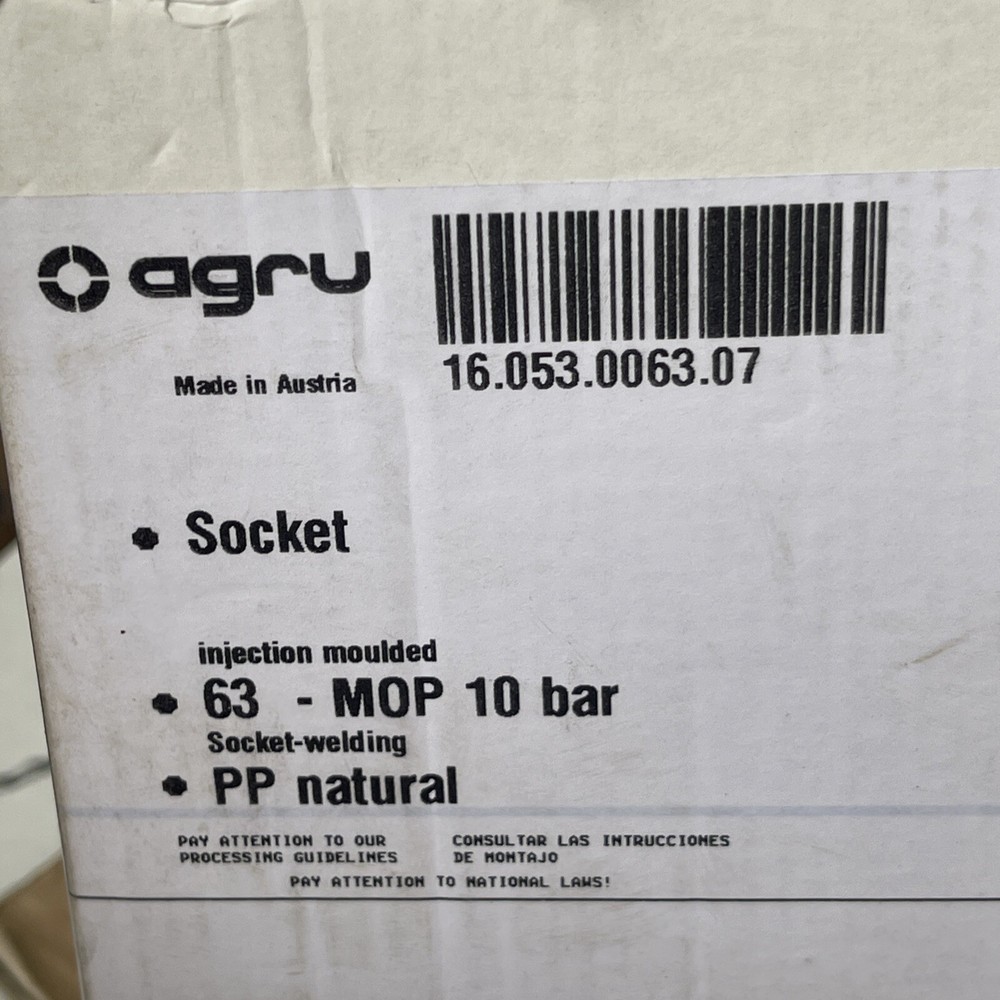 agru
16.053.0063.07
Made in Austria
• Socket
injection moulded
• 63 - MOP 10 bar
Socket-welding
• PP natural
PAY ATTENTION TO OUR CONSULTAR LAS INTRUCCIONES
PROCESSING GUIDELINES DE MONTAJO
PAY ATTENTION TO NATIONAL LAWS!